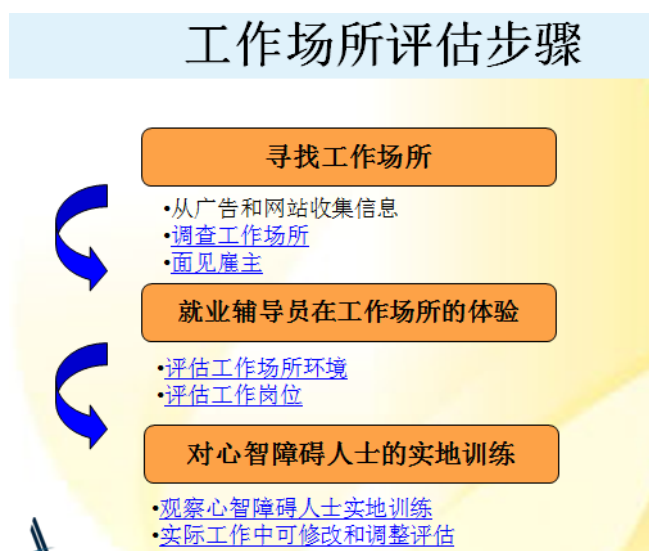 工作场所评估步骤
寻找工作场所
•从广告和网站收集信息
•调查工作场所
•面见雇主
就业辅导员在工作场所的体验
•评估工作场所环境
•评估工作岗位
对心智障碍人士的实地训练
•观察心智障碍人士实地训练
•实际工作中可修改和调整评估